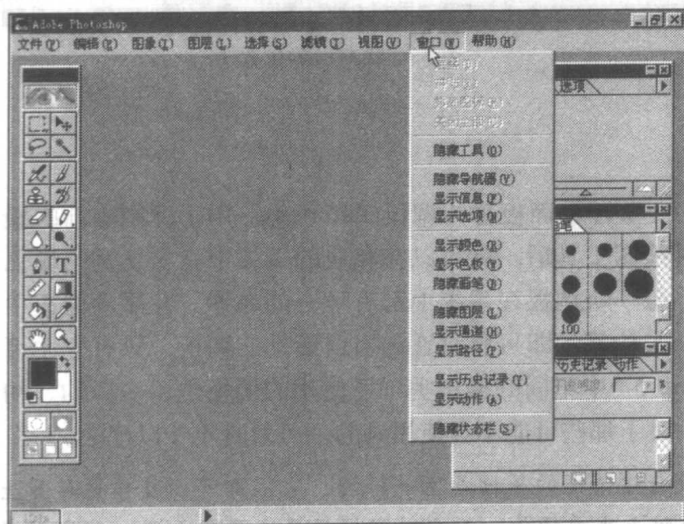 Adobe Photoshop
文件(F) 编辑(E) 图象(I) 图层(L) 选择(S) 滤镜(T) 视图(V) 窗口(W) 帮助(H)
选项
隐藏工具(O)
隐藏导航器(V)
显示信息(F)
显示选项(N)
显示颜色(R)
显示色板(W)
隐藏画笔(B)
笔
隐藏图层(L)
显示通道(H)
显示路径(P)
100
历史记录 动作
显示历史记录(T)
显示动作(A)
%
隐藏状态栏(S)